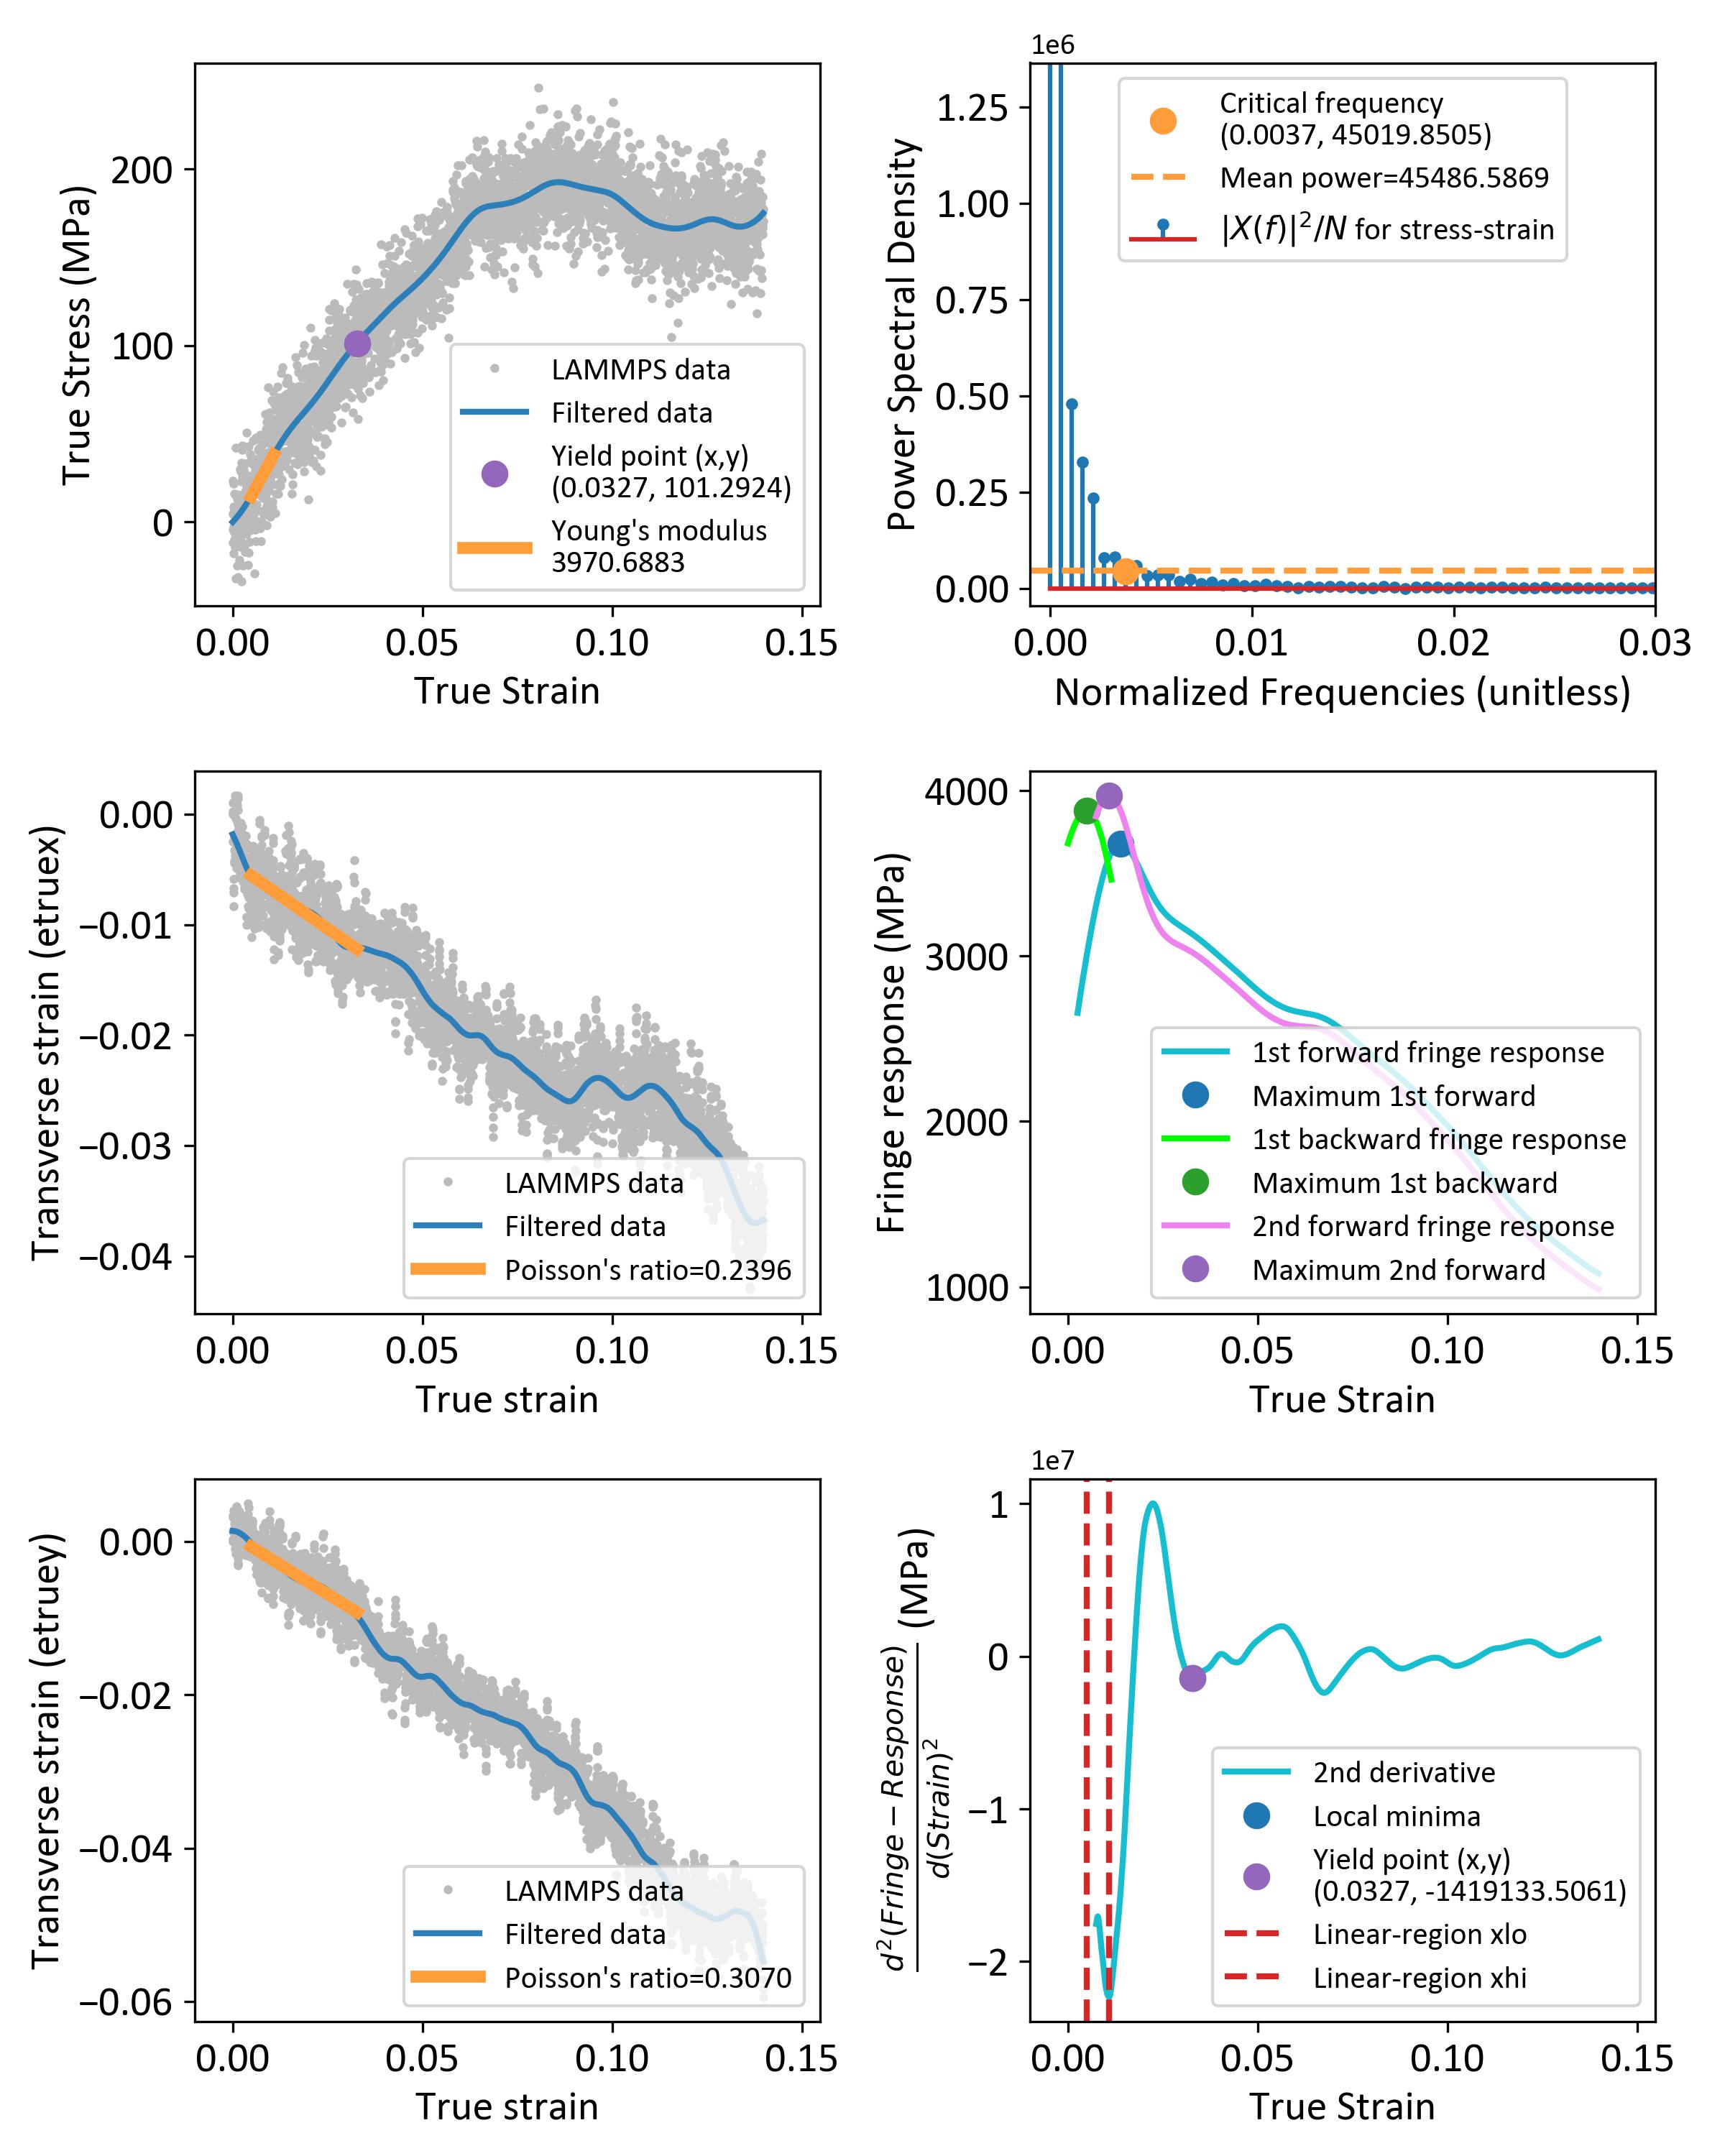 True Stress (MPa)
200
100
0
LAMMPS data
Filtered data
Yield point (x,y)
(0.0327, 101.2924)
Young's modulus
3970.6883
0.00 0.05 0.10 0.15
True Strain
1e6
Power Spectral Density
1.25
1.00
0.75
0.50
0.25
0.00
Critical frequency
(0.0037, 45019.8505)
Mean power=45486.5869
|X(f)|²/N for stress-strain
0.00 0.01 0.02 0.03
Normalized Frequencies (unitless)
Transverse strain (etruex)
0.00
−0.01
−0.02
−0.03
−0.04
LAMMPS data
Filtered data
Poisson's ratio=0.2396
0.00 0.05 0.10 0.15
True strain
Fringe response (MPa)
4000
3000
2000
1000
1st forward fringe response
Maximum 1st forward
1st backward fringe response
Maximum 1st backward
2nd forward fringe response
Maximum 2nd forward
0.00 0.05 0.10 0.15
True Strain
Transverse strain (etruey)
0.00
−0.02
−0.04
−0.06
LAMMPS data
Filtered data
Poisson's ratio=0.3070
0.00 0.05 0.10 0.15
True strain
1e7
d²(Fringe − Response)
d(Strain)²
(MPa)
1
0
−1
−2
2nd derivative
Local minima
Yield point (x,y)
(0.0327, -1419133.5061)
Linear-region xlo
Linear-region xhi
0.00 0.05 0.10 0.15
True Strain